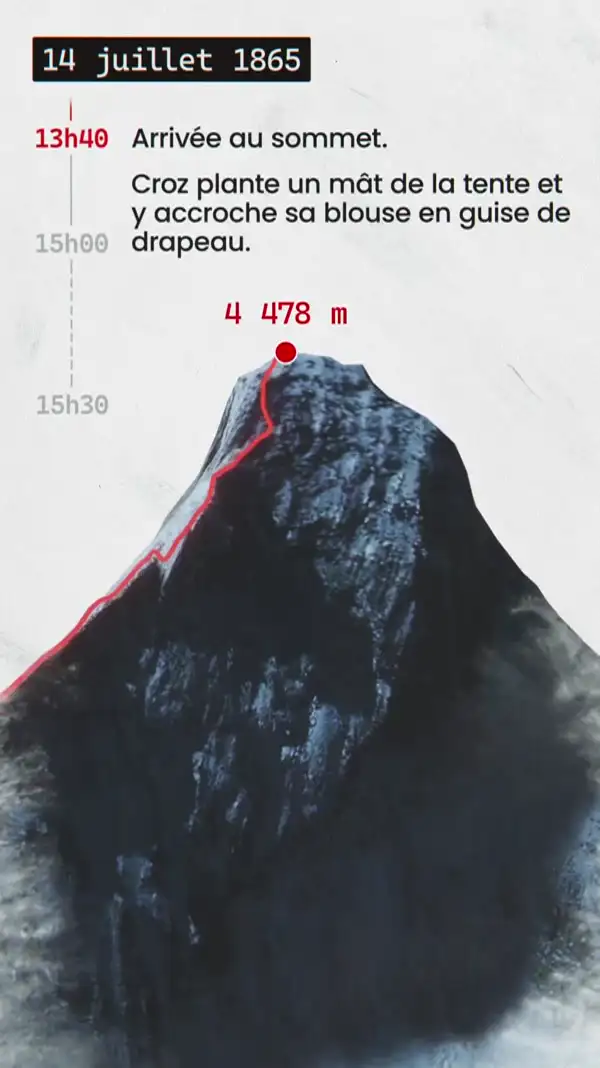 14 juillet 1865
13h40 Arrivée au sommet.
Croz plante un mât de la tente et
y accroche sa blouse en guise de
15h00 drapeau.
4 478 m
15h30